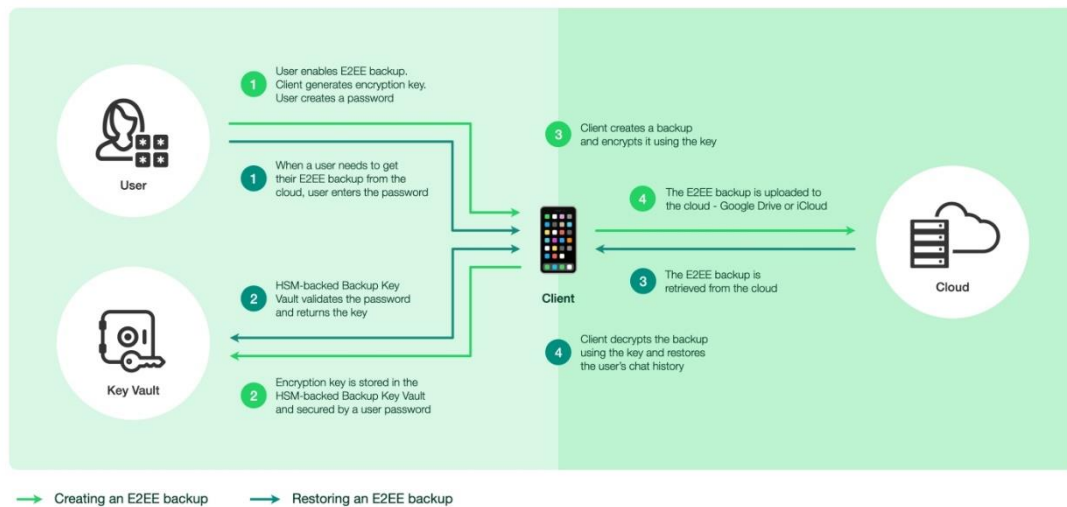 1
User enables E2EE backup.
Client generates encryption key.
User creates a password
User
1
When a user needs to get
their E2EE backup from the
cloud, user enters the password
3
Client creates a backup
and encrypts it using the key
4
The E2EE backup is uploaded to
the cloud - Google Drive or iCloud
Client
3
The E2EE backup is
retrieved from the cloud
Cloud
2
HSM-backed Backup Key
Vault validates the password
and returns the key
4
Client decrypts the backup
using the key and restores
the user's chat history
Key Vault
2
Encryption key is stored in the
HSM-backed Backup Key Vault
and secured by a user password
Creating an E2EE backup
Restoring an E2EE backup